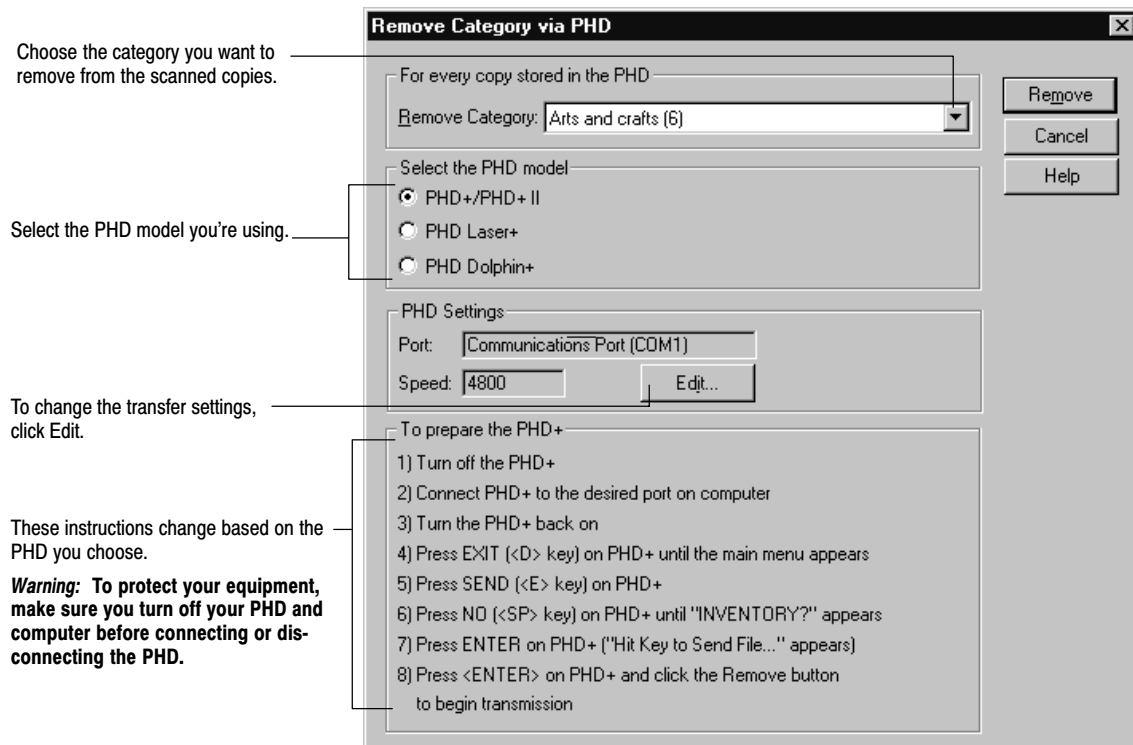 Remove Category via PHD
Choose the category you want to
remove from the scanned copies.
For every copy stored in the PHD
Remove Category: Arts and crafts (6)
Remove
Cancel
Help
Select the PHD model
PHD+/PHD+ II
PHD Laser+
PHD Dolphin+
Select the PHD model you're using.
PHD Settings
Port: Communications Port (COM1)
Speed: 4800 Edit...
To change the transfer settings,
click Edit.
To prepare the PHD+
1) Turn off the PHD+
2) Connect PHD+ to the desired port on computer
3) Turn the PHD+ back on
4) Press EXIT (<D> key) on PHD+ until the main menu appears
5) Press SEND (<E> key) on PHD+
6) Press NO (<SP> key) on PHD+ until "INVENTORY?" appears
7) Press ENTER on PHD+ ("Hit Key to Send File..." appears)
8) Press <ENTER> on PHD+ and click the Remove button
to begin transmission
These instructions change based on the
PHD you choose.
Warning: To protect your equipment,
make sure you turn off your PHD and
computer before connecting or dis-
connecting the PHD.